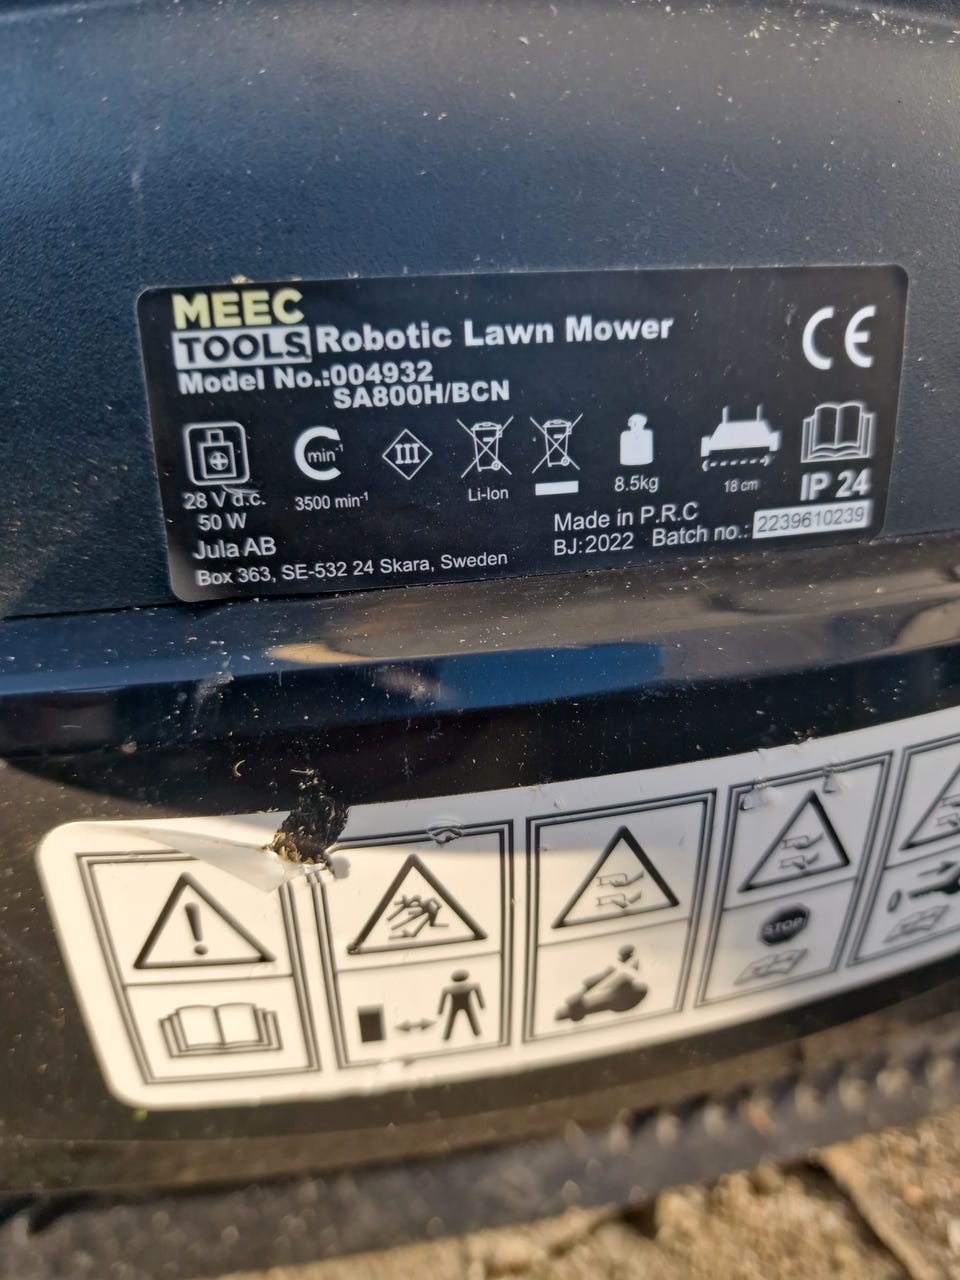 MEEC
TOOLS Robotic Lawn Mower
CE
Model No.:004932
SA800H/BCN
min⁻¹
III
28 V d.c.
50 W
3500 min⁻¹
Li-Ion
8.5kg
18 cm
IP 24
Jula AB
Box 363, SE-532 24 Skara, Sweden
Made in P.R.C
BJ:2022 Batch no.: 2239610239
STOP